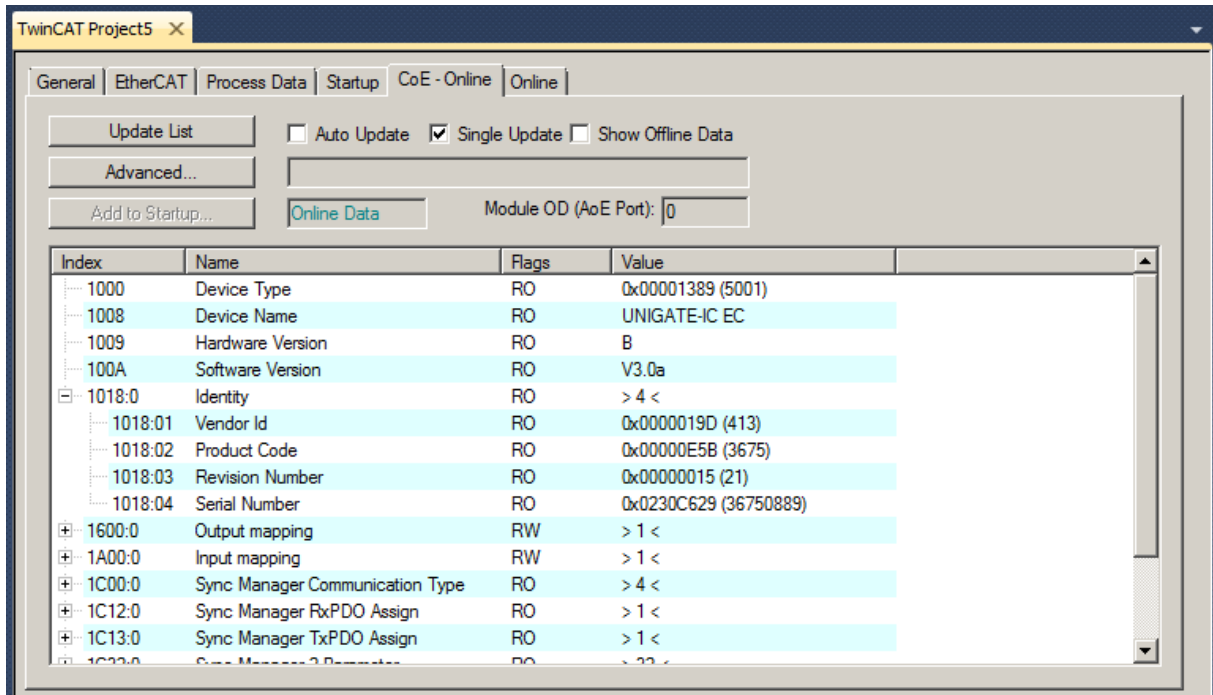 TwinCAT Project5
General EtherCAT Process Data Startup CoE - Online Online
Update List Auto Update Single Update Show Offline Data
Advanced...
Add to Startup... Online Data Module OD (AoE Port): 0
Index Name Flags Value
1000 Device Type RO 0x00001389 (5001)
1008 Device Name RO UNIGATE-IC EC
1009 Hardware Version RO B
100A Software Version RO V3.0a
1018:0 Identity RO > 4 <
1018:01 Vendor Id RO 0x0000019D (413)
1018:02 Product Code RO 0x00000E5B (3675)
1018:03 Revision Number RO 0x00000015 (21)
1018:04 Serial Number RO 0x0230C629 (36750889)
1600:0 Output mapping RW > 1 <
1A00:0 Input mapping RW > 1 <
1C00:0 Sync Manager Communication Type RO > 4 <
1C12:0 Sync Manager RxPDO Assign RO > 1 <
1C13:0 Sync Manager TxPDO Assign RO > 1 <
Sync Manager 2 Parameter RO